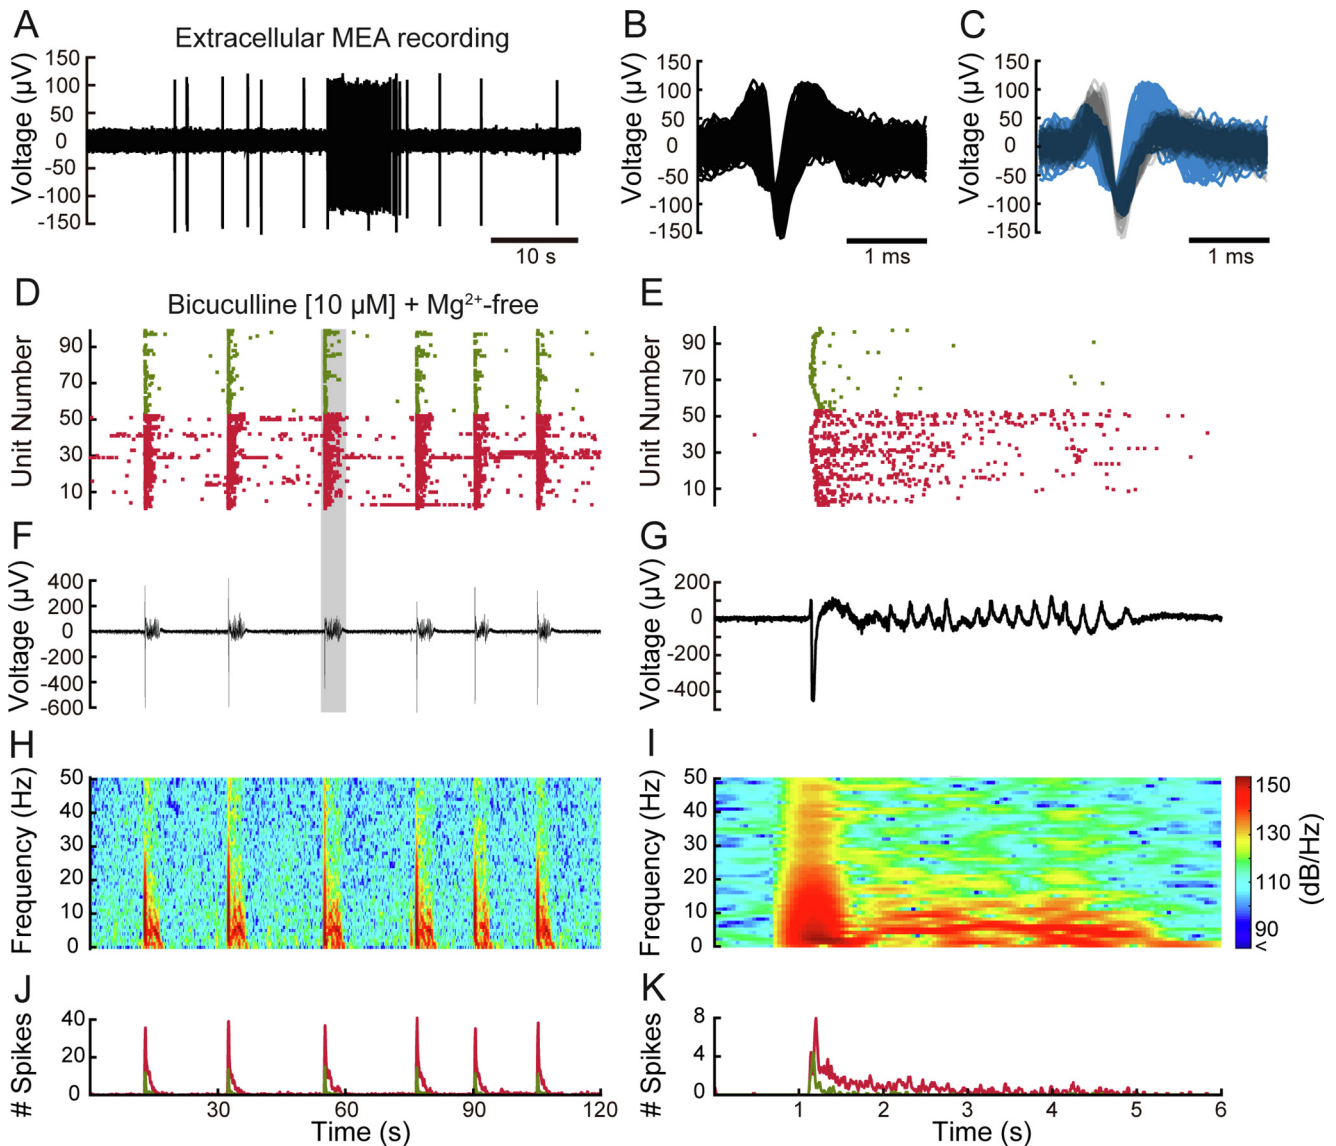 A
Extracellular MEA recording
Voltage (µV)
150
100
50
0
-50
-100
-150
10 s
B
Voltage (µV)
150
100
50
0
-50
-100
-150
1 ms
C
Voltage (µV)
150
100
50
0
-50
-100
-150
1 ms
D
Bicuculline [10 µM] + Mg²⁺-free
Unit Number
90
70
50
30
10
E
Unit Number
90
70
50
30
10
F
Voltage (µV)
400
200
0
-200
-400
-600
G
Voltage (µV)
200
0
-200
-400
H
Frequency (Hz)
50
40
30
20
10
0
I
Frequency (Hz)
50
40
30
20
10
0
150
130
110
90
<
(dB/Hz)
J
# Spikes
40
20
0
30 60 90 120
Time (s)
K
# Spikes
8
4
0
1 2 3 4 5 6
Time (s)